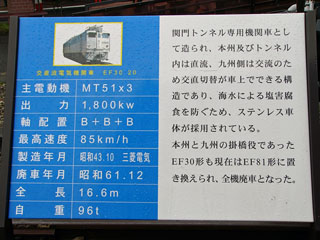 交直流電気機関車 EF30 20
主電動機 MT51x3
出力 1,800kw
軸配置 B+B+B
最高速度 85km/h
製造年月 昭和43.10 三菱電気
廃車年月 昭和61.12
全長 16.6m
自重 96t
関門トンネル専用機関車とし
て造られ、本州及びトンネル
内は直流、九州側は交流のた
め交直切替が車上でできる構
造であり、海水による塩害腐
食を防ぐため、ステンレス車
体が採用されている。
本州と九州の掛橋役であった
EF30形も現在はEF81形に置
き換えられ、全機廃車となった。